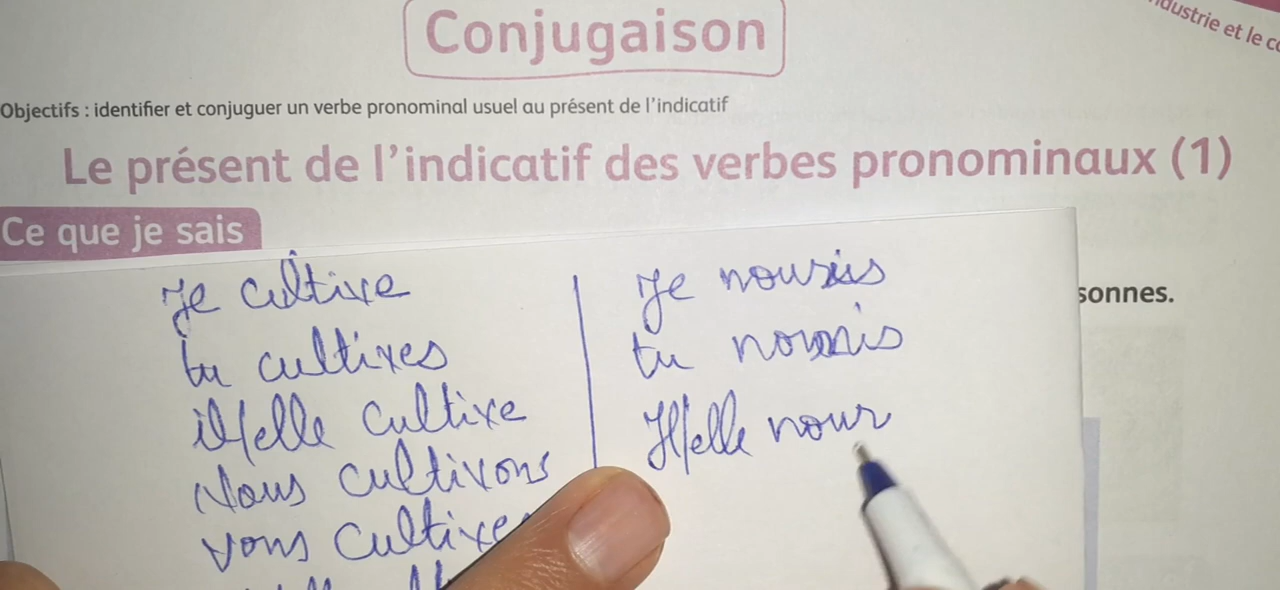 ndustrie et le c
Conjugaison
Objectifs : identifier et conjuguer un verbe pronominal usuel au présent de l'indicatif
Le présent de l'indicatif des verbes pronominaux (1)
Ce que je sais
sonnes.
Je cultive
tu cultives
il/elle cultive
Nous cultivons
vous cultive
Je nourris
tu nourris
Il/elle nour